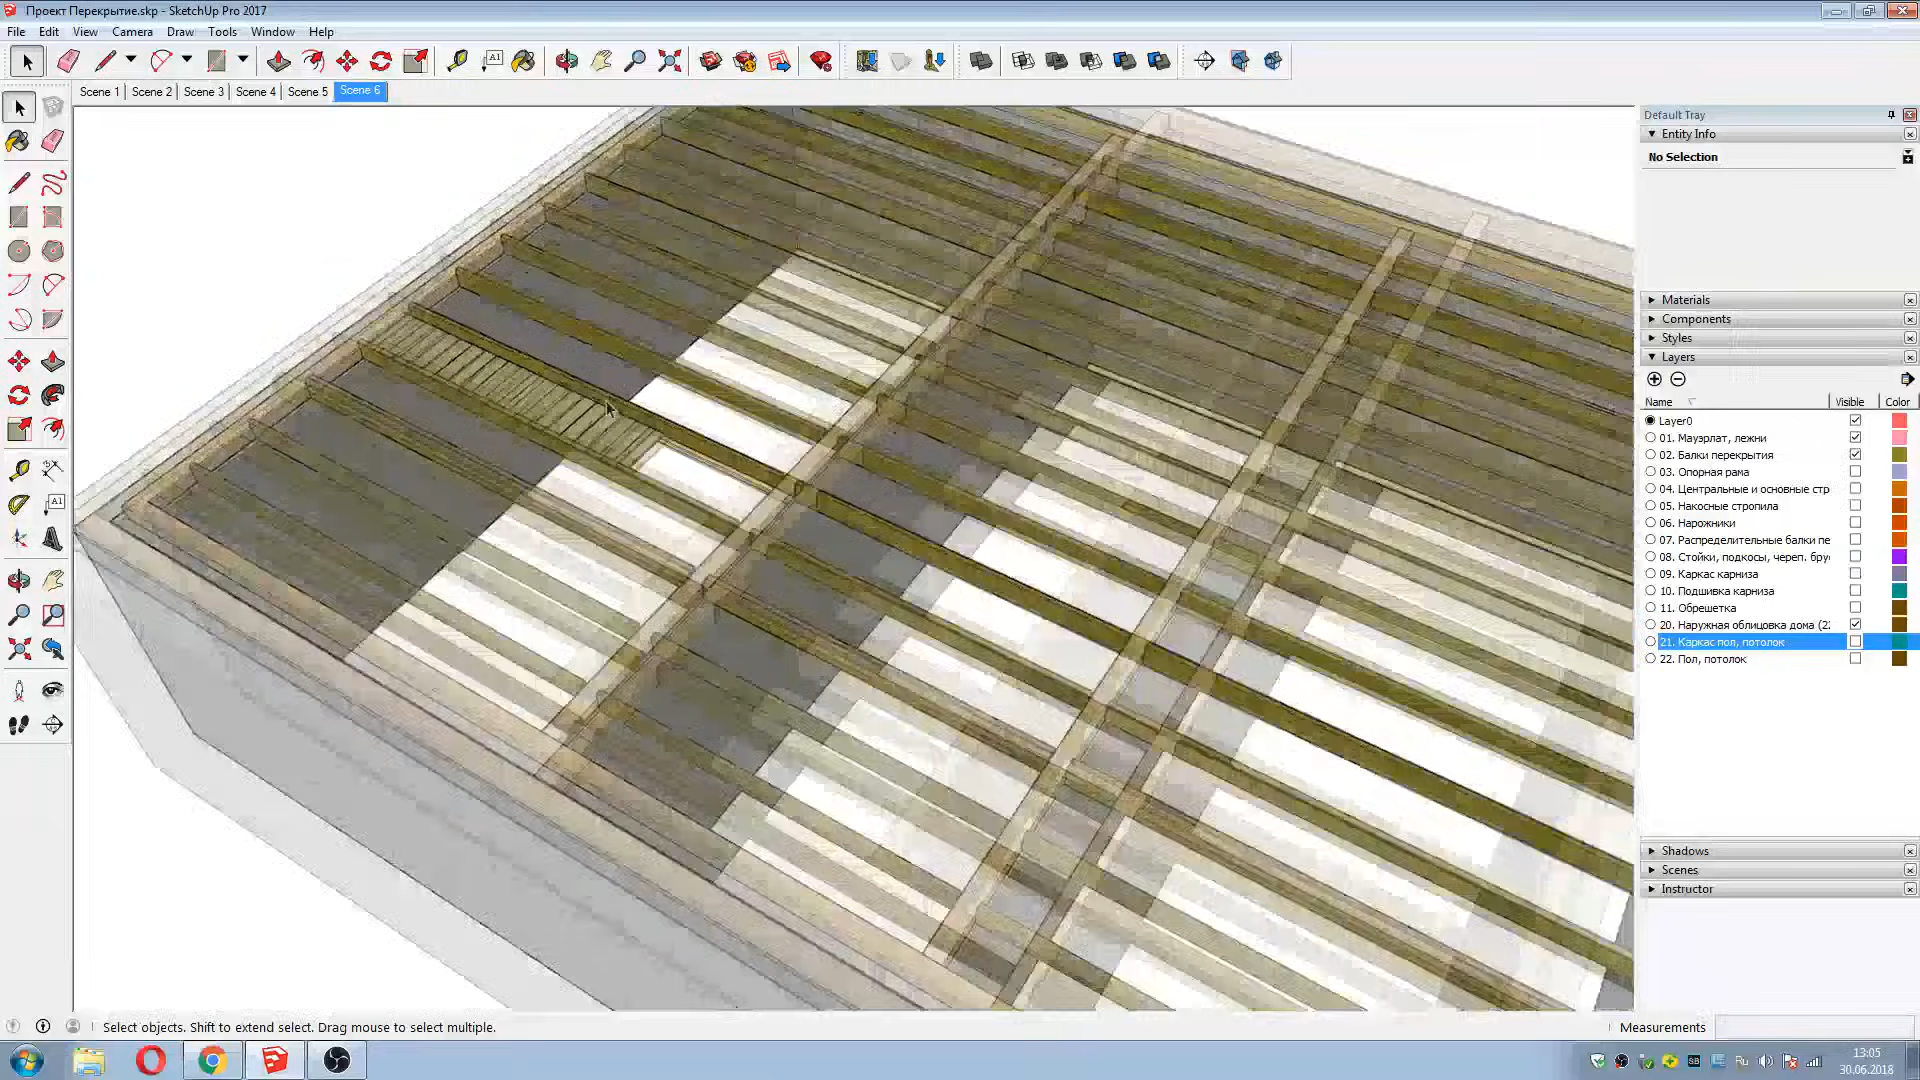 Проект Перекрытие.skp - SketchUp Pro 2017
File Edit View Camera Draw Tools Window Help
Scene 1 Scene 2 Scene 3 Scene 4 Scene 5 Scene 6
Default Tray
Entity Info
No Selection
Materials
Components
Styles
Layers
Name Visible Color
Layer0
01. Мауэрлат, лежни
02. Балки перекрытия
03. Опорная рама
04. Центральные и основные стр
05. Накосные стропила
06. Нарожники
07. Распределительные балки пе
08. Стойки, подкосы, череп. бру
09. Каркас карниза
10. Подшивка карниза
11. Обрешетка
20. Наружная облицовка дома (2
21. Каркас пол, потолок
22. Пол, потолок
Shadows
Scenes
Instructor
Select objects. Shift to extend select. Drag mouse to select multiple.
Measurements
Ru
13:05
30.06.2018